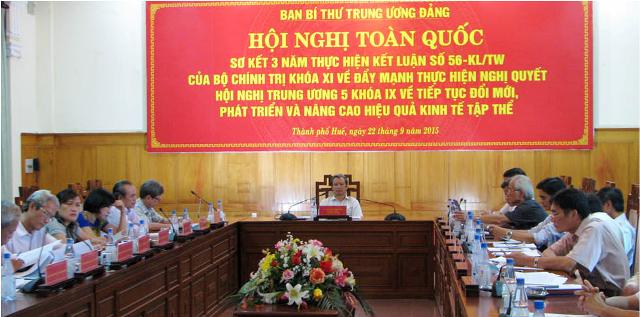 BAN BÍ THƯ TRUNG ƯƠNG ĐẢNG
HỘI NGHỊ TOÀN QUỐC
SƠ KẾT 3 NĂM THỰC HIỆN KẾT LUẬN SỐ 56-KL/TW
CỦA BỘ CHÍNH TRỊ KHÓA XI VỀ ĐẨY MẠNH THỰC HIỆN NGHỊ QUYẾT
HỘI NGHỊ TRUNG ƯƠNG 5 KHÓA IX VỀ TIẾP TỤC ĐỔI MỚI,
PHÁT TRIỂN VÀ NÂNG CAO HIỆU QUẢ KINH TẾ TẬP THỂ
Thành phố Huế, ngày 22 tháng 9 năm 2015